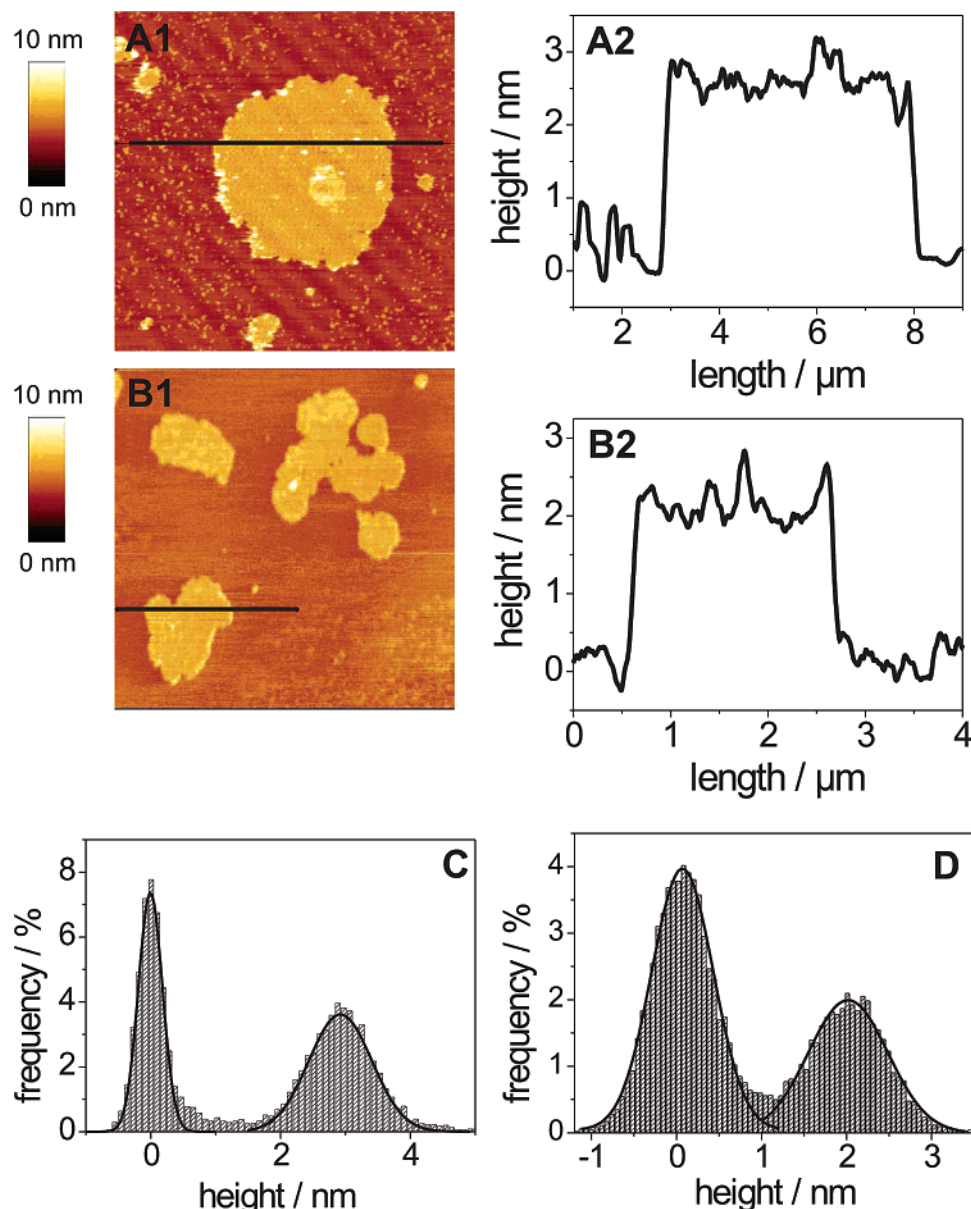 10 nm
0 nm
A1
A2
height / nm
3
2
1
0
2 4 6 8
length / µm
10 nm
0 nm
B1
B2
height / nm
3
2
1
0
0 1 2 3 4
length / µm
C
frequency / %
8
6
4
2
0
0 2 4
height / nm
D
frequency / %
4
3
2
1
0
-1 0 1 2 3
height / nm